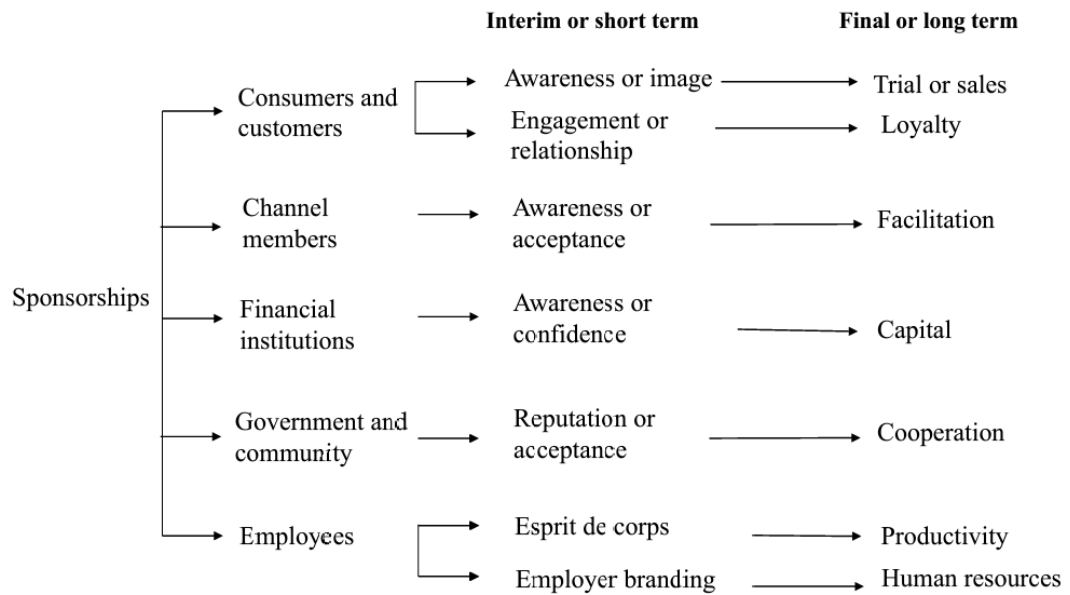 Interim or short term
Final or long term
Awareness or image
Trial or sales
Consumers and
customers
Engagement or
relationship
Loyalty
Channel
members
Awareness or
acceptance
Facilitation
Sponsorships
Financial
institutions
Awareness or
confidence
Capital
Government and
community
Reputation or
acceptance
Cooperation
Employees
Esprit de corps
Productivity
Employer branding
Human resources